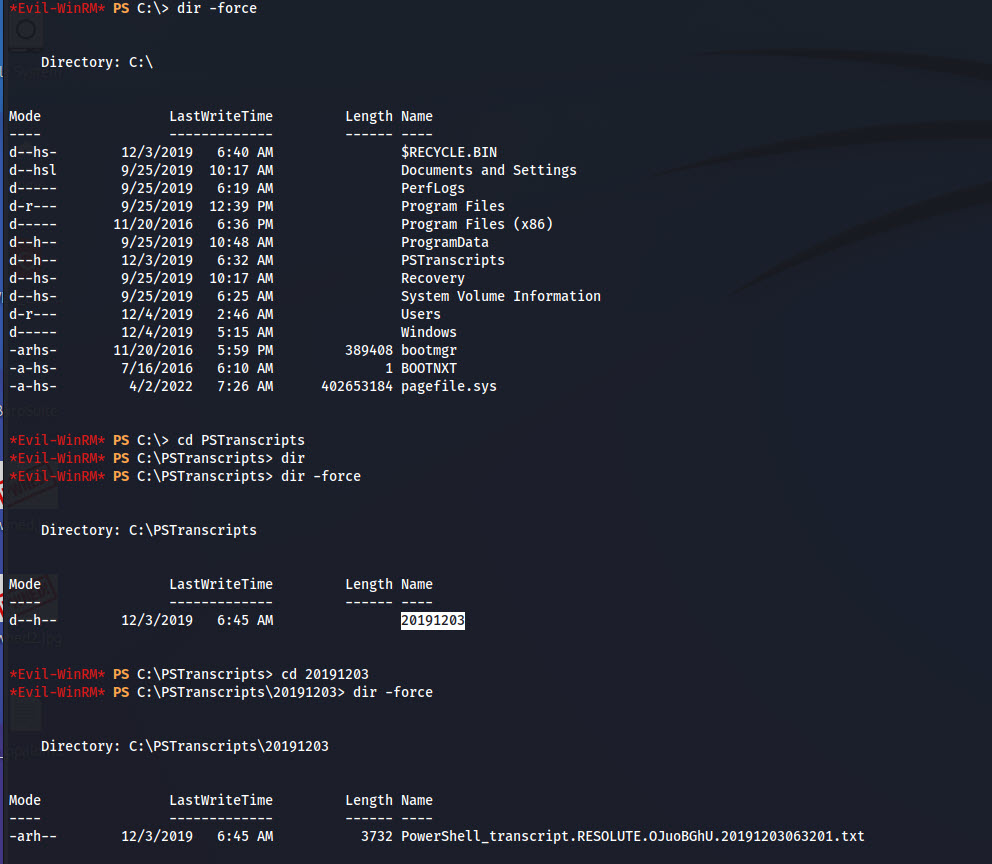 *Evil-WinRM* PS C:\> dir -force
Directory: C:\
Mode                LastWriteTime         Length Name
----                -------------         ------ ----
d--hs-        12/3/2019   6:40 AM                $RECYCLE.BIN
d--hsl        9/25/2019  10:17 AM                Documents and Settings
d-----        9/25/2019   6:19 AM                PerfLogs
d-r---        9/25/2019  12:39 PM                Program Files
d-----       11/20/2016   6:36 PM                Program Files (x86)
d--h--        9/25/2019  10:48 AM                ProgramData
d--h--        12/3/2019   6:32 AM                PSTranscripts
d--hs-        9/25/2019  10:17 AM                Recovery
d--hs-        9/25/2019   6:25 AM                System Volume Information
d-r---        12/4/2019   2:46 AM                Users
d-----        12/4/2019   5:15 AM                Windows
-arhs-       11/20/2016   5:59 PM         389408 bootmgr
-a-hs-        7/16/2016   6:10 AM              1 BOOTNXT
-a-hs-         4/2/2022   7:26 AM      402653184 pagefile.sys
*Evil-WinRM* PS C:\> cd PSTranscripts
*Evil-WinRM* PS C:\PSTranscripts> dir
*Evil-WinRM* PS C:\PSTranscripts> dir -force
Directory: C:\PSTranscripts
Mode                LastWriteTime         Length Name
----                -------------         ------ ----
d--h--        12/3/2019   6:45 AM                20191203
*Evil-WinRM* PS C:\PSTranscripts> cd 20191203
*Evil-WinRM* PS C:\PSTranscripts\20191203> dir -force
Directory: C:\PSTranscripts\20191203
Mode                LastWriteTime         Length Name
----                -------------         ------ ----
-arh--        12/3/2019   6:45 AM           3732 PowerShell_transcript.RESOLUTE.OJuoBGhU.20191203063201.txt